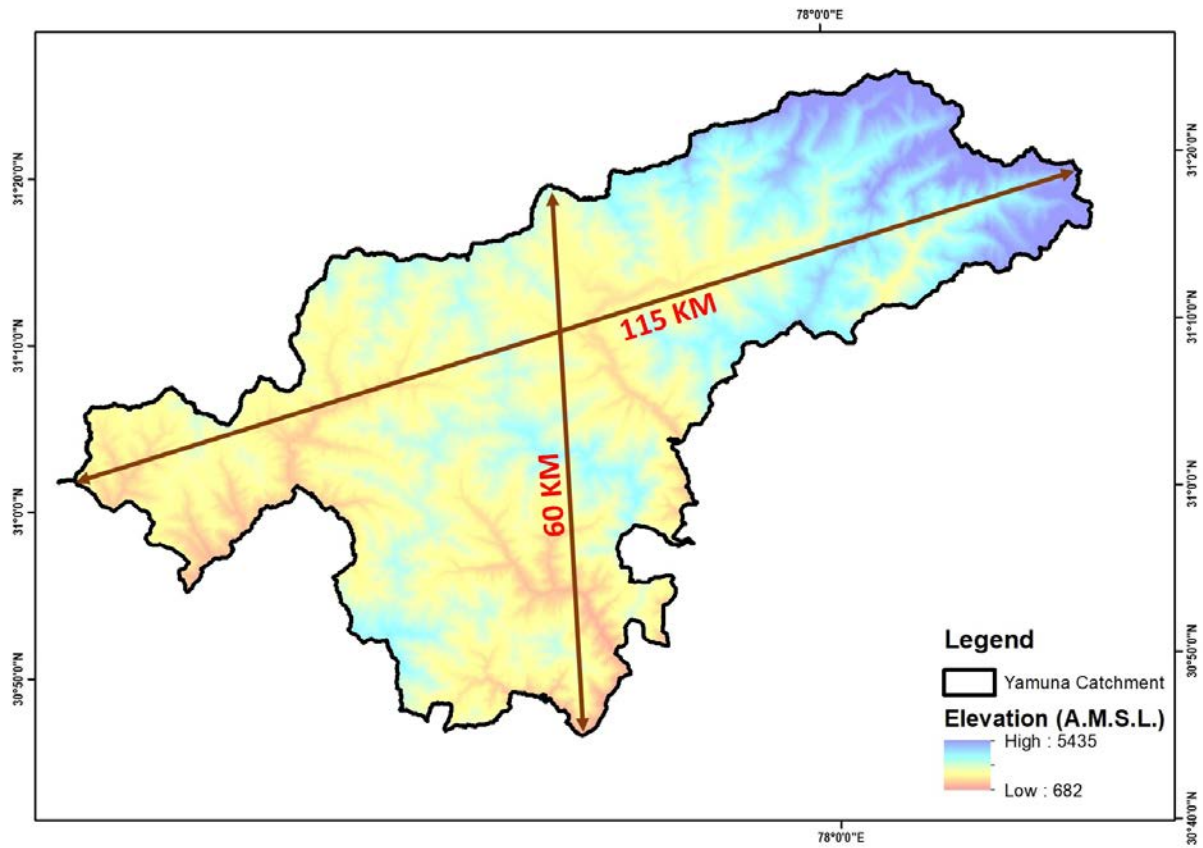 78°0'0"E
31°20'0"N
31°20'0"N
115 KM
31°10'0"N
31°10'0"N
60 KM
31°0'0"N
31°0'0"N
Legend
Yamuna Catchment
30°50'0"N
30°50'0"N
Elevation (A.M.S.L.)
High : 5435
Low : 682
30°40'0"N
78°0'0"E